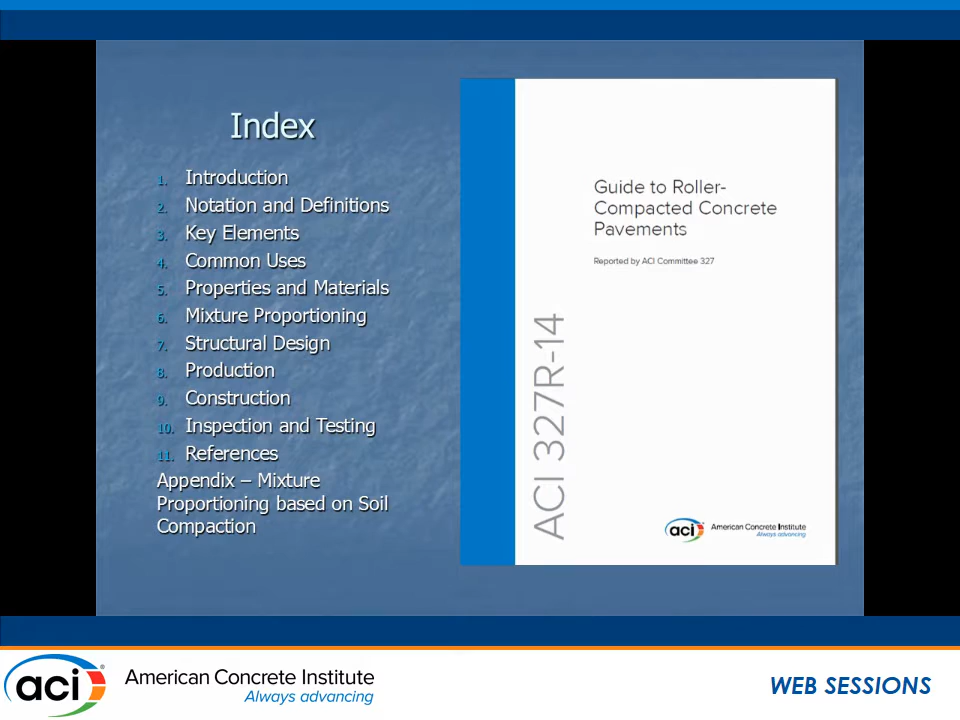 Index
1. Introduction
2. Notation and Definitions
3. Key Elements
4. Common Uses
5. Properties and Materials
6. Mixture Proportioning
7. Structural Design
8. Production
9. Construction
10. Inspection and Testing
11. References
Appendix – Mixture
Proportioning based on Soil
Compaction
Guide to Roller-
Compacted Concrete
Pavements
Reported by ACI Committee 327
ACI 327R-14
aci
American Concrete Institute
Always advancing
aci
American Concrete Institute
Always advancing
WEB SESSIONS